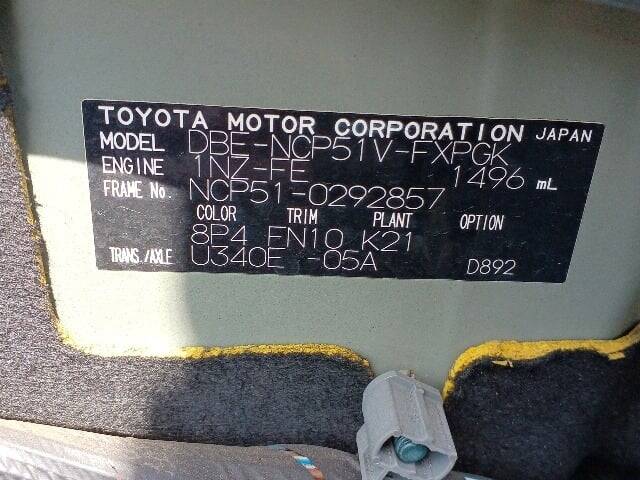 TOYOTA MOTOR CORPORATION JAPAN
MODEL DBE-NCP51V-FXPGK
ENGINE 1NZ-FE 1496 mL
FRAME No. NCP51-0292857
COLOR TRIM PLANT OPTION
8P4 FN10 K21
TRANS./AXLE U340E -05A D892